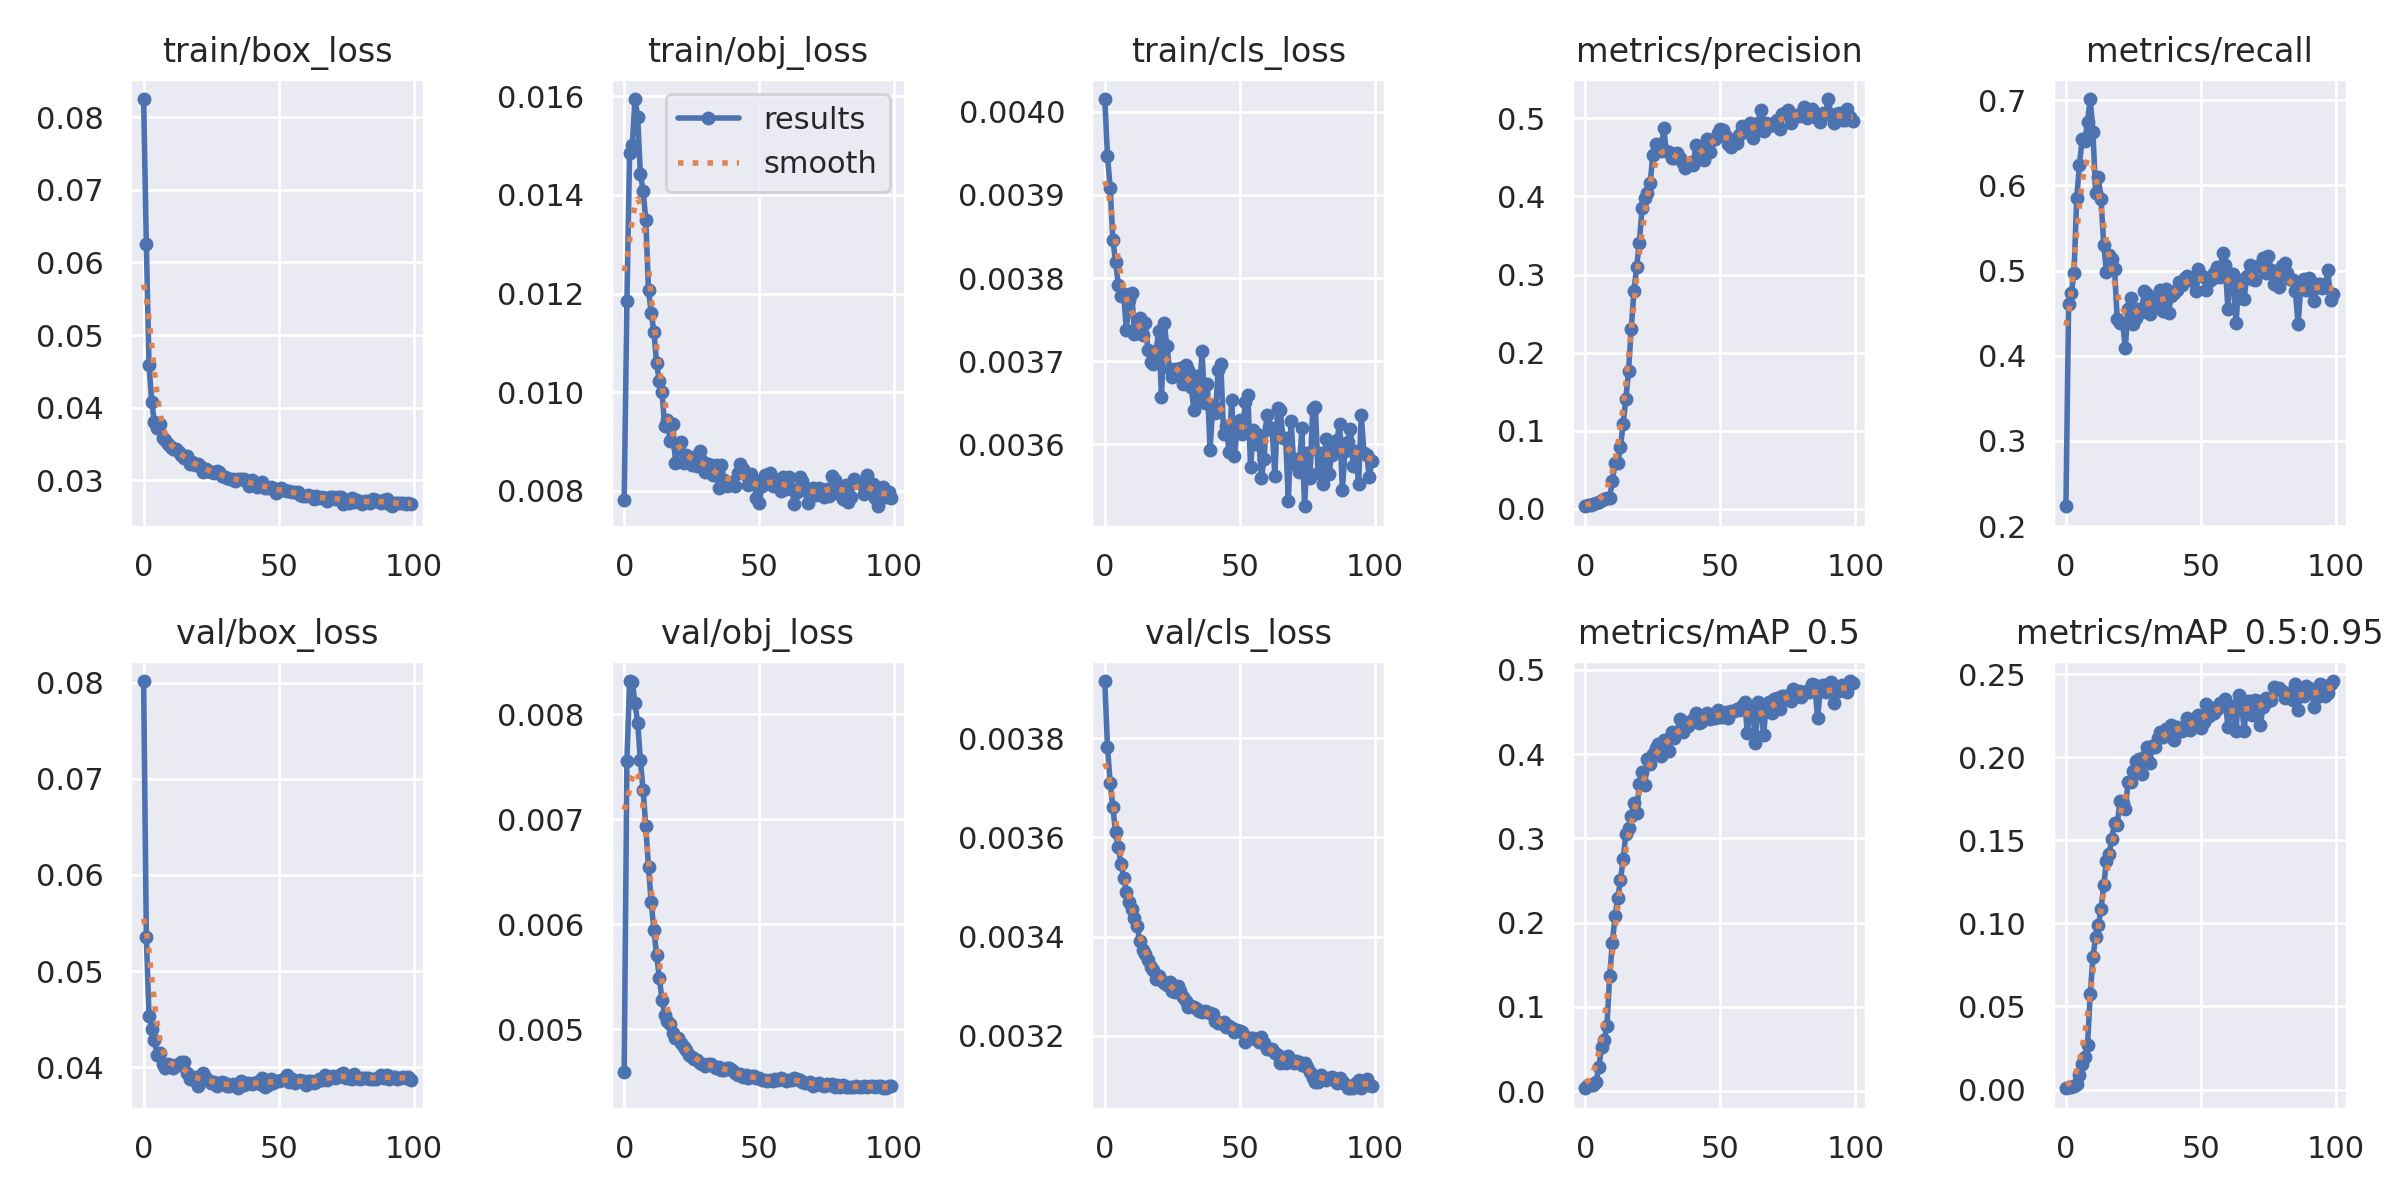 train/box_loss
0.08
0.07
0.06
0.05
0.04
0.03
0 50 100
train/obj_loss
results
smooth
0.016
0.014
0.012
0.010
0.008
0 50 100
train/cls_loss
0.0040
0.0039
0.0038
0.0037
0.0036
0 50 100
metrics/precision
0.5
0.4
0.3
0.2
0.1
0.0
0 50 100
metrics/recall
0.7
0.6
0.5
0.4
0.3
0.2
0 50 100
val/box_loss
0.08
0.07
0.06
0.05
0.04
0 50 100
val/obj_loss
0.008
0.007
0.006
0.005
0 50 100
val/cls_loss
0.0038
0.0036
0.0034
0.0032
0 50 100
metrics/mAP_0.5
0.5
0.4
0.3
0.2
0.1
0.0
0 50 100
metrics/mAP_0.5:0.95
0.25
0.20
0.15
0.10
0.05
0.00
0 50 100